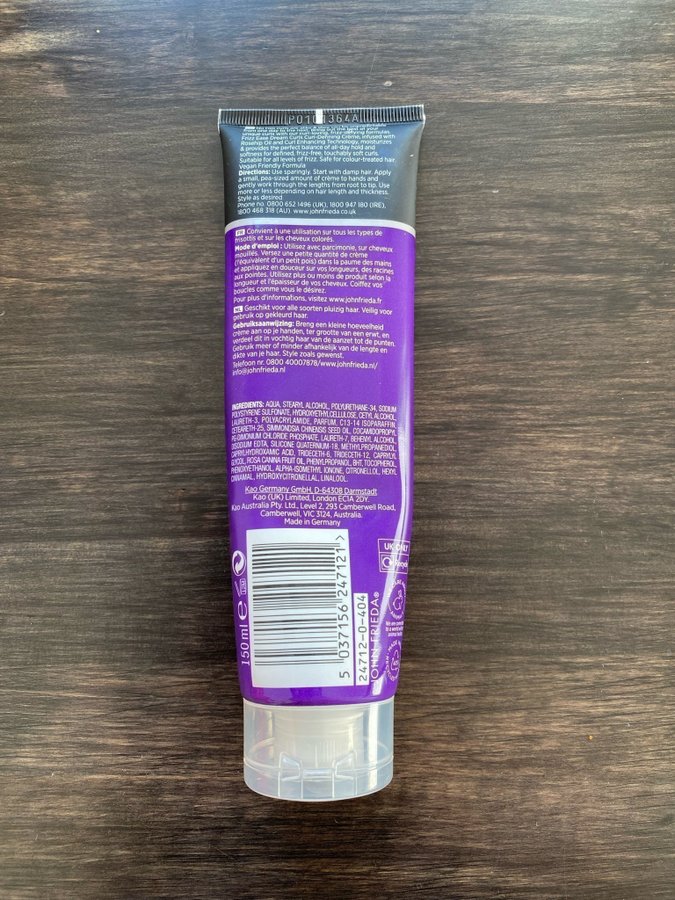 P0101364A
unique curls with our curl-loving, frizz-defying formulas.
Frizz Ease Dream Curls Curl-Defining Crème, infused with
Rosehip Oil and Curl Enhancing Technology, moisturizes
& provides the perfect balance of all-day hold and
softness for defined, frizz-free, touchably soft curls.
Suitable for all levels of frizz. Safe for colour-treated hair
Vegan Friendly Formula
Directions: Use sparingly. Start with damp hair. Apply
a small, pea-sized amount of crème to hands and
gently work through the lengths from root to tip. Use
more or less depending on hair length and thickness.
Style as desired
Phone no. 0800 652 1496 (UK), 1800 947 180 (IRE),
1800 468 318 (AU). www.johnfrieda.co.uk
FR Convient à une utilisation sur tous les types de
frisottis et sur les cheveux colorés.
Mode d'emploi : Utilisez avec parcimonie, sur cheveux
mouillés. Versez une petite quantité de crème
(l'équivalent d'un petit pois) dans la paume des mains
et appliquez en douceur sur vos longueurs, des racines
aux pointes. Utilisez plus ou moins de produit selon la
longueur et l'épaisseur de vos cheveux. Coiffez vos
boucles comme vous le désirez.
Pour plus d'informations, visitez www.johnfrieda.fr
NL Geschikt voor alle soorten pluizig haar. Veilig voor
gebruik op gekleurd haar.
Gebruiksaanwijzing: Breng een kleine hoeveelheid
crème aan op je handen, ter grootte van een erwt, en
verdeel dit in vochtig haar van de aanzet tot de punten.
Gebruik meer of minder afhankelijk van de lengte en
dikte van je haar. Style zoals gewenst.
Telefoon nr. 0800 40007878/www.johnfrieda.nl/
info@johnfrieda.nl
INGREDIENTS: AQUA, STEARYL ALCOHOL, POLYURETHANE-34, SODIUM
POLYSTYRENE SULFONATE, HYDROXYETHYLCELLULOSE, CETYL ALCOHOL,
LAURETH-3, POLYACRYLAMIDE, PARFUM, C13-14 ISOPARAFFIN,
CETEARETH-25, SIMMONDSIA CHINENSIS SEED OIL, COCAMIDOPROPYL
PG-DIMONIUM CHLORIDE PHOSPHATE, LAURETH-7, BEHENYL ALCOHOL,
DISODIUM EDTA, SILICONE QUATERNIUM-18, METHYLPROPANEDIOL,
CAPRYLHYDROXAMIC ACID, TRIDECETH-6, TRIDECETH-12, CAPRYLYL
GLYCOL, ROSA CANINA FRUIT OIL, PHENYLPROPANOL, BHT, TOCOPHEROL,
PHENOXYETHANOL, ALPHA-ISOMETHYL IONONE, CITRONELLOL, HEXYL
CINNAMAL, HYDROXYCITRONELLAL, LINALOOL.
Kao Germany GmbH, D-64308 Darmstadt
Kao (UK) Limited, London EC1A 2DY.
Kao Australia Pty. Ltd., Level 2, 293 Camberwell Road,
Camberwell, VIC 3124, Australia.
Made in Germany
150 ml e
5 037156 247121 >
24712-0-404
JOHN FRIEDA®
UK ONLY